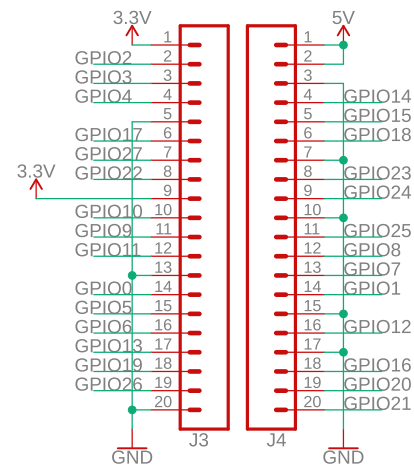 3.3V 5V
1 1
GPIO2 2 2
GPIO3 3 3
GPIO4 4 4 GPIO14
5 5 GPIO15
GPIO17 6 6 GPIO18
GPIO27 7 7
GPIO22 8 8 GPIO23
3.3V 9 9 GPIO24
GPIO10 10 10
GPIO9 11 11 GPIO25
GPIO11 12 12 GPIO8
13 13 GPIO7
GPIO0 14 14 GPIO1
GPIO5 15 15
GPIO6 16 16 GPIO12
GPIO13 17 17
GPIO19 18 18 GPIO16
GPIO26 19 19 GPIO20
20 20 GPIO21
J3 J4
GND GND